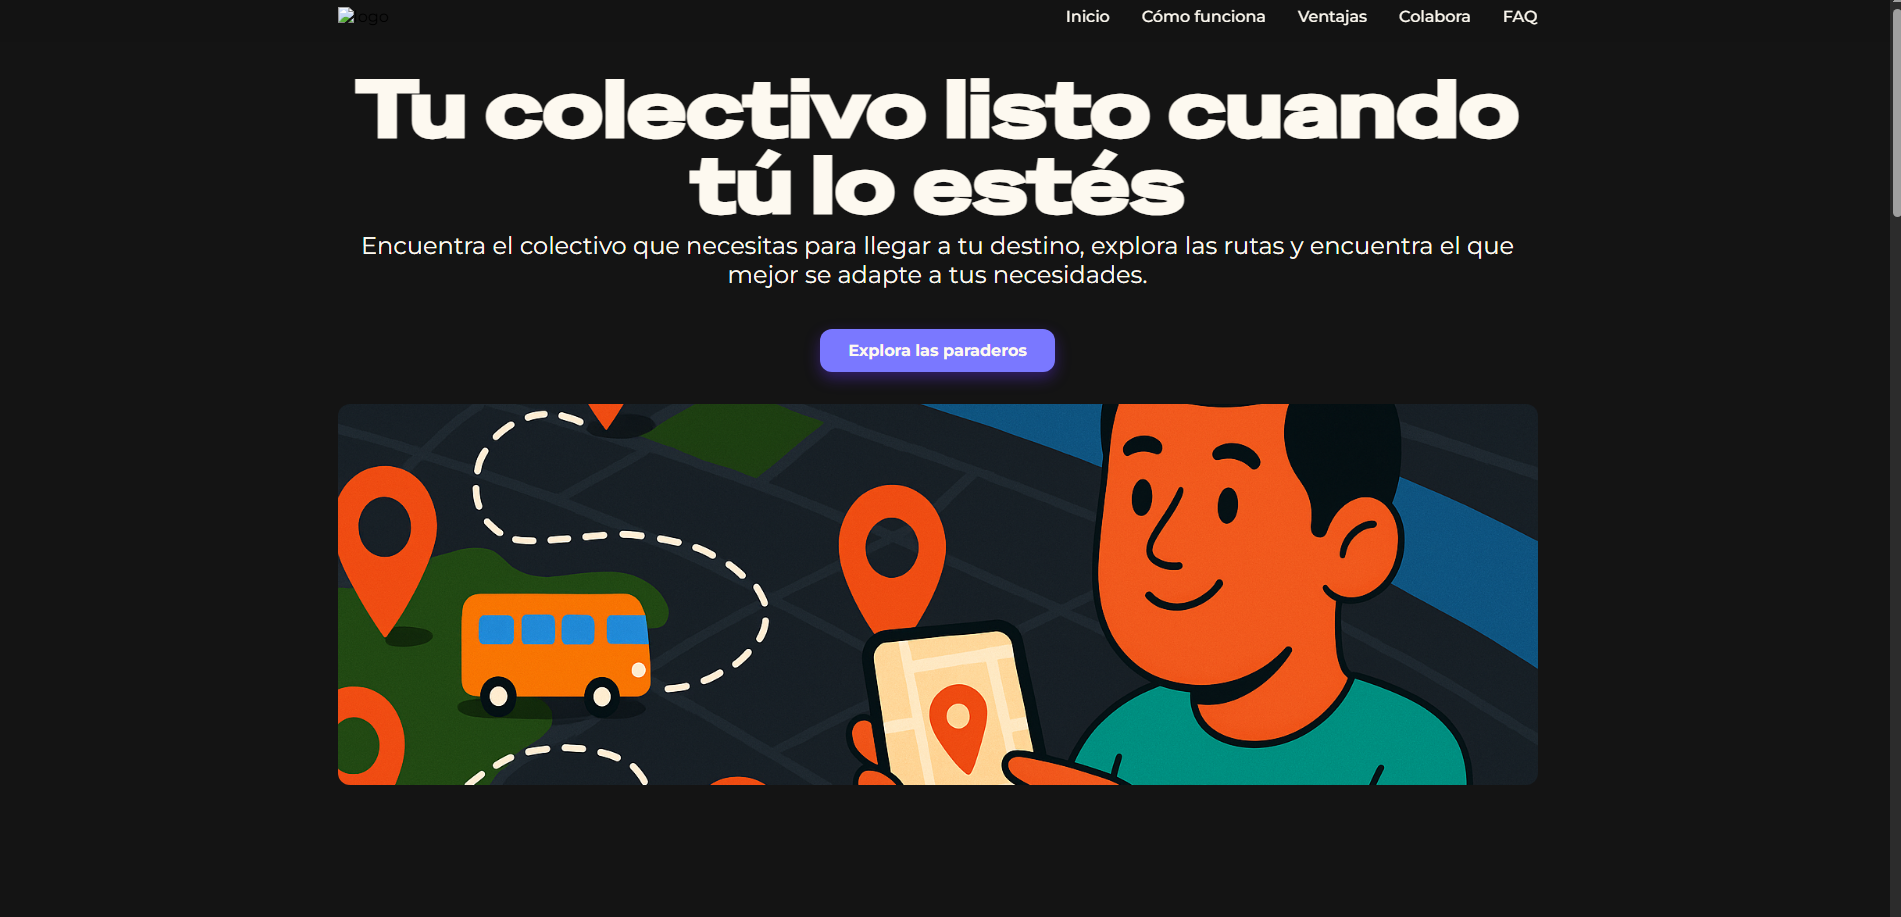 logo
Inicio Cómo funciona Ventajas Colabora FAQ
Tu colectivo listo cuando
tú lo estés
Encuentra el colectivo que necesitas para llegar a tu destino, explora las rutas y encuentra el que
mejor se adapte a tus necesidades.
Explora las paraderos